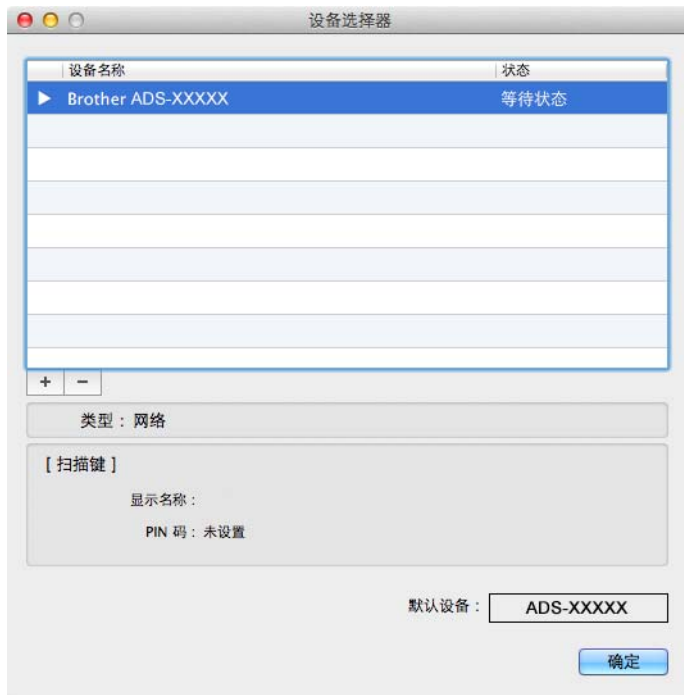 设备选择器
设备名称 状态
Brother ADS-XXXXX 等待状态
+ −
类型：网络
[ 扫描键 ]
显示名称：
PIN 码：未设置
默认设备： ADS-XXXXX
确定